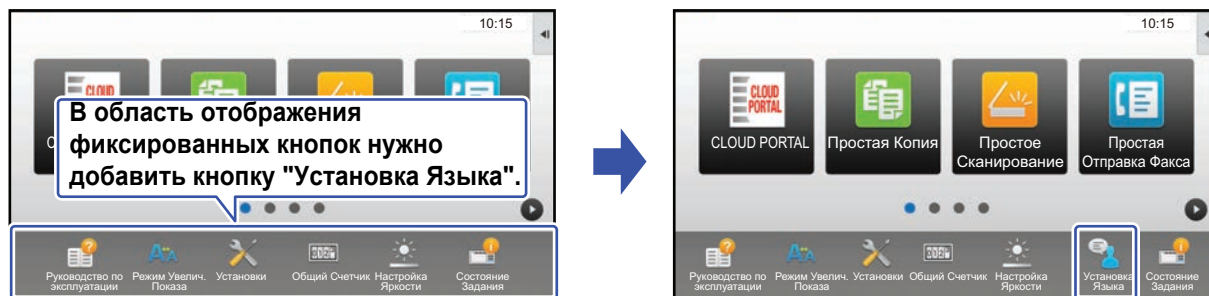 10:15
CLOUD
В область отображения
фиксированных кнопок нужно
добавить кнопку "Установка Языка".
Руководство по
эксплуатации
Режим Увелич.
Показа
Установки
Общий Счетчик
Настройка
Яркости
Состояние
Задания
10:15
CLOUD
PORTAL
CLOUD PORTAL
Простая Копия
Простое
Сканирование
Простая
Отправка Факса
Руководство по
эксплуатации
Режим Увелич.
Показа
Установки
Общий Счетчик
Настройка
Яркости
Установка
Языка
Состояние
Задания